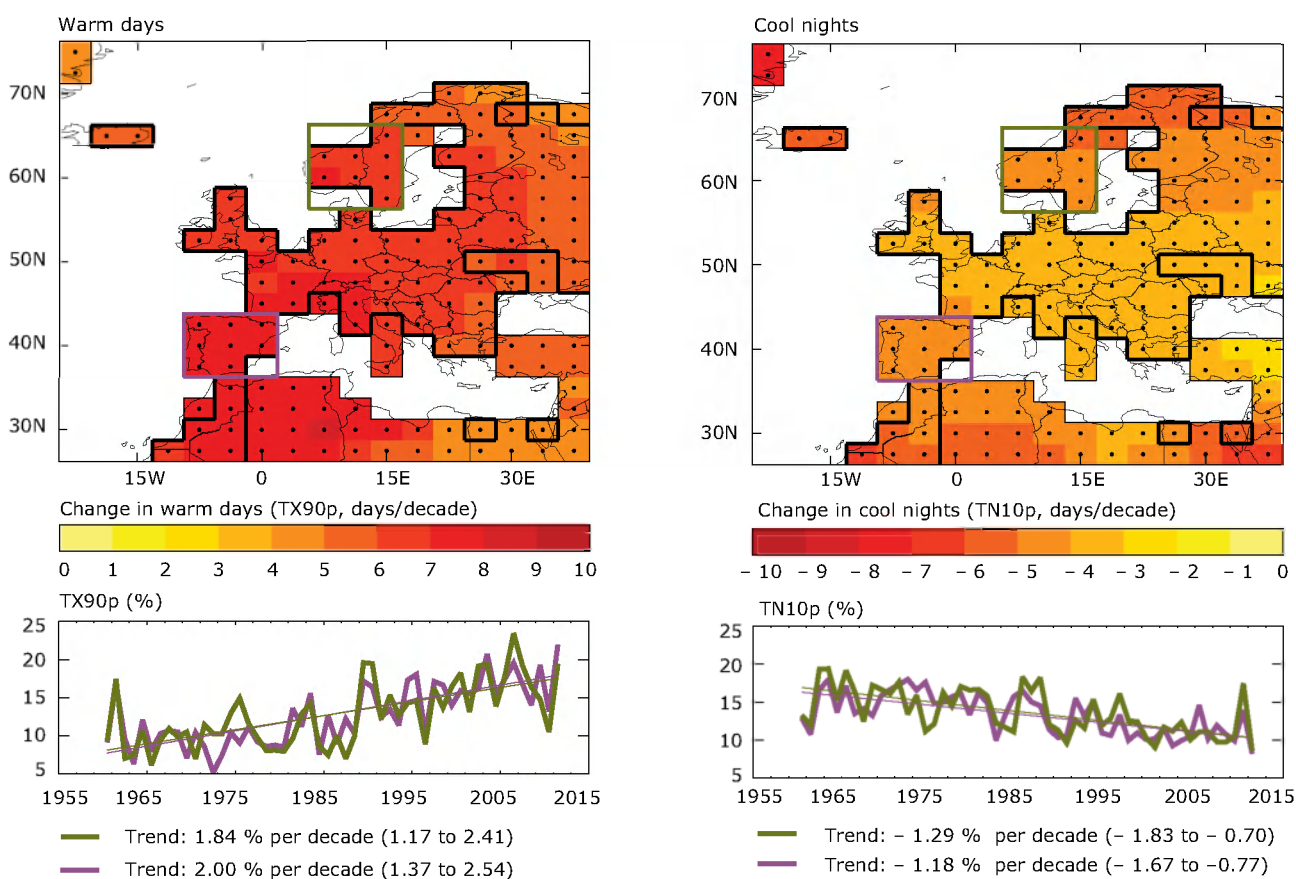 Warm days
70N
60N
50N
40N
30N
15W 0 15E 30E
Change in warm days (TX90p, days/decade)
0 1 2 3 4 5 6 7 8 9 10
TX90p (%)
25
20
15
10
5
1955 1965 1975 1985 1995 2005 2015
Trend: 1.84 % per decade (1.17 to 2.41)
Trend: 2.00 % per decade (1.37 to 2.54)
Cool nights
70N
60N
50N
40N
30N
15W 0 15E 30E
Change in cool nights (TN10p, days/decade)
– 10 – 9 – 8 – 7 – 6 – 5 – 4 – 3 – 2 – 1 0
TN10p (%)
25
20
15
10
5
1955 1965 1975 1985 1995 2005 2015
Trend: – 1.29 % per decade (– 1.83 to – 0.70)
Trend: – 1.18 % per decade (– 1.67 to –0.77)